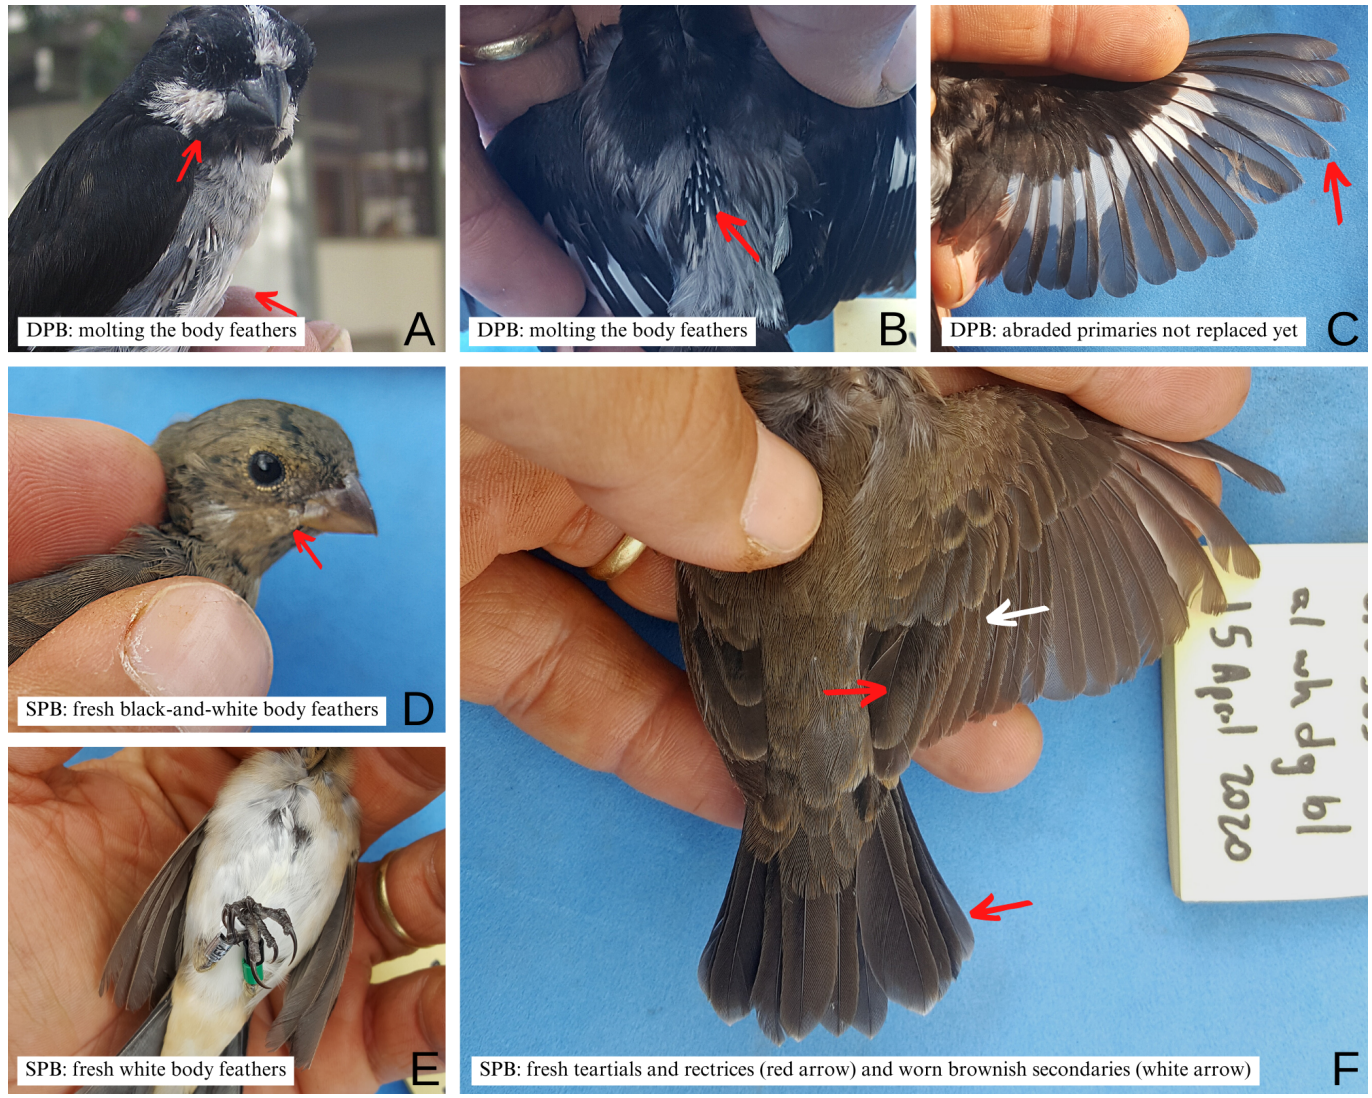 DPB: molting the body feathers
A
DPB: molting the body feathers
B
DPB: abraded primaries not replaced yet
C
SPB: fresh black-and-white body feathers
D
SPB: fresh white body feathers
E
al wh dg bl
15 April 2020
SPB: fresh teartials and rectrices (red arrow) and worn brownish secondaries (white arrow)
F